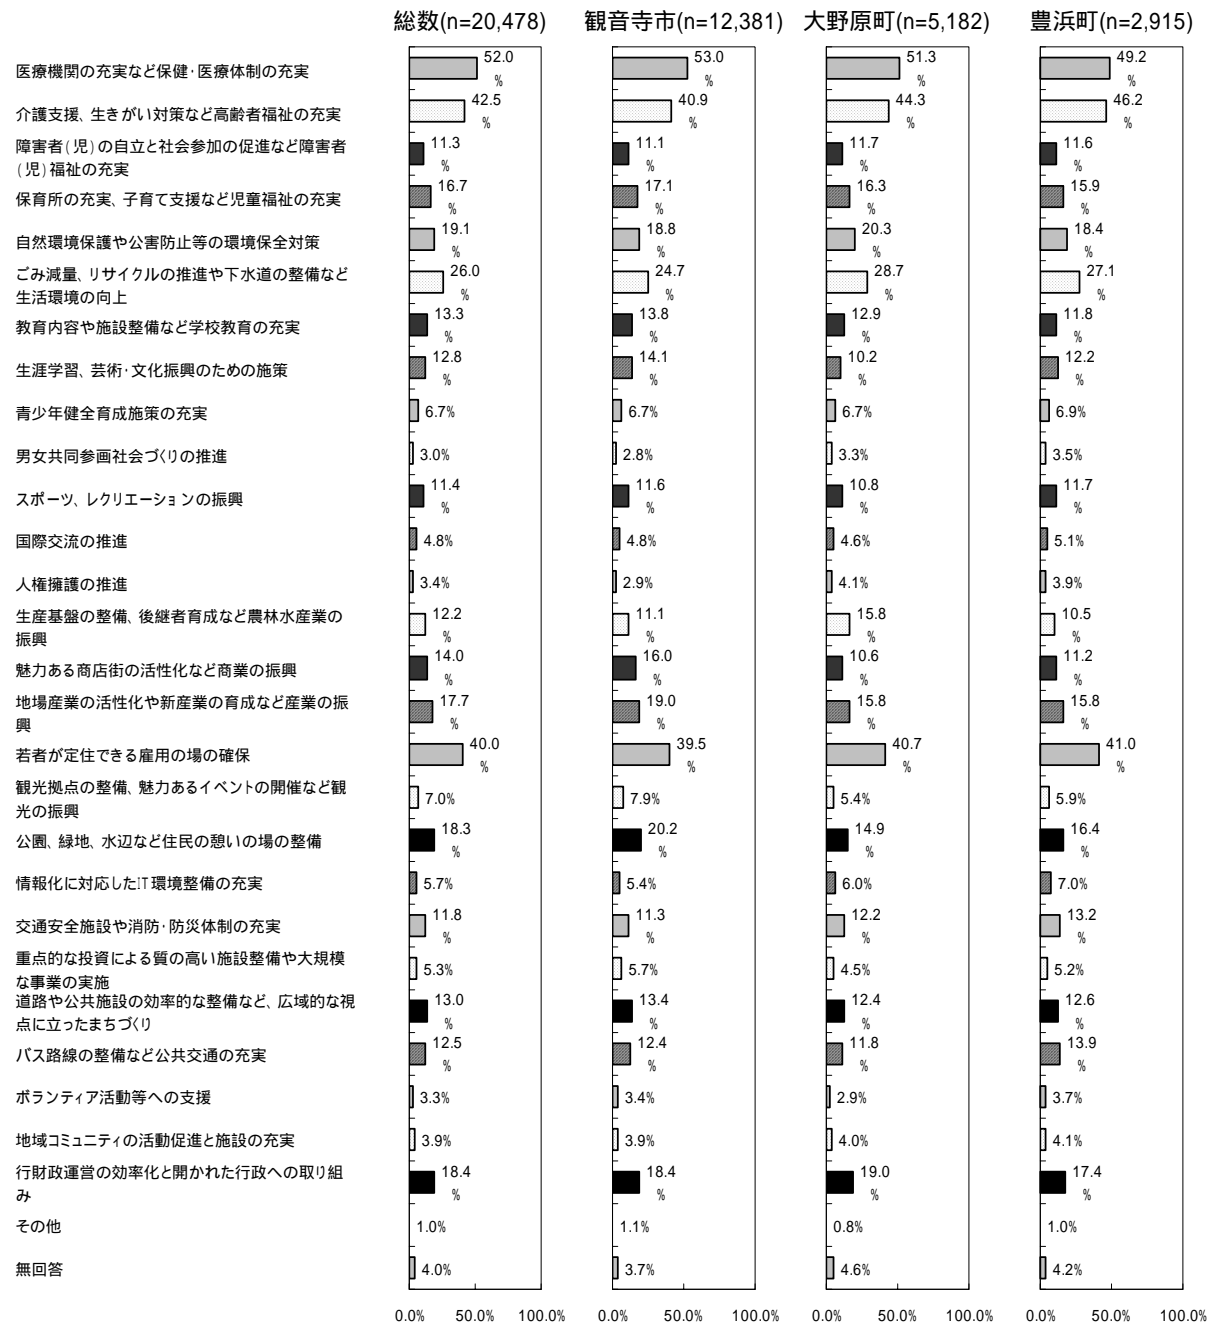 総数(n=20,478) 観音寺市(n=12,381) 大野原町(n=5,182) 豊浜町(n=2,915)
医療機関の充実など保健・医療体制の充実 52.0% 53.0% 51.3% 49.2%
介護支援、生きがい対策など高齢者福祉の充実 42.5% 40.9% 44.3% 46.2%
障害者(児)の自立と社会参加の促進など障害者
(児)福祉の充実 11.3% 11.1% 11.7% 11.6%
保育所の充実、子育て支援など児童福祉の充実 16.7% 17.1% 16.3% 15.9%
自然環境保護や公害防止等の環境保全対策 19.1% 18.8% 20.3% 18.4%
ごみ減量、リサイクルの推進や下水道の整備など
生活環境の向上 26.0% 24.7% 28.7% 27.1%
教育内容や施設整備など学校教育の充実 13.3% 13.8% 12.9% 11.8%
生涯学習、芸術・文化振興のための施策 12.8% 14.1% 10.2% 12.2%
青少年健全育成施策の充実 6.7% 6.7% 6.7% 6.9%
男女共同参画社会づくりの推進 3.0% 2.8% 3.3% 3.5%
スポーツ、レクリエーションの振興 11.4% 11.6% 10.8% 11.7%
国際交流の推進 4.8% 4.8% 4.6% 5.1%
人権擁護の推進 3.4% 2.9% 4.1% 3.9%
生産基盤の整備、後継者育成など農林水産業の
振興 12.2% 11.1% 15.8% 10.5%
魅力ある商店街の活性化など商業の振興 14.0% 16.0% 10.6% 11.2%
地場産業の活性化や新産業の育成など産業の振
興 17.7% 19.0% 15.8% 15.8%
若者が定住できる雇用の場の確保 40.0% 39.5% 40.7% 41.0%
観光拠点の整備、魅力あるイベントの開催など観
光の振興 7.0% 7.9% 5.4% 5.9%
公園、緑地、水辺など住民の憩いの場の整備 18.3% 20.2% 14.9% 16.4%
情報化に対応したIT環境整備の充実 5.7% 5.4% 6.0% 7.0%
交通安全施設や消防・防災体制の充実 11.8% 11.3% 12.2% 13.2%
重点的な投資による質の高い施設整備や大規模
な事業の実施 5.3% 5.7% 4.5% 5.2%
道路や公共施設の効率的な整備など、広域的な視
点に立ったまちづくり 13.0% 13.4% 12.4% 12.6%
バス路線の整備など公共交通の充実 12.5% 12.4% 11.8% 13.9%
ボランティア活動等への支援 3.3% 3.4% 2.9% 3.7%
地域コミュニティの活動促進と施設の充実 3.9% 3.9% 4.0% 4.1%
行財政運営の効率化と開かれた行政への取り組
み 18.4% 18.4% 19.0% 17.4%
その他 1.0% 1.1% 0.8% 1.0%
無回答 4.0% 3.7% 4.6% 4.2%
0.0% 50.0% 100.0% 0.0% 50.0% 100.0% 0.0% 50.0% 100.0% 0.0% 50.0% 100.0%